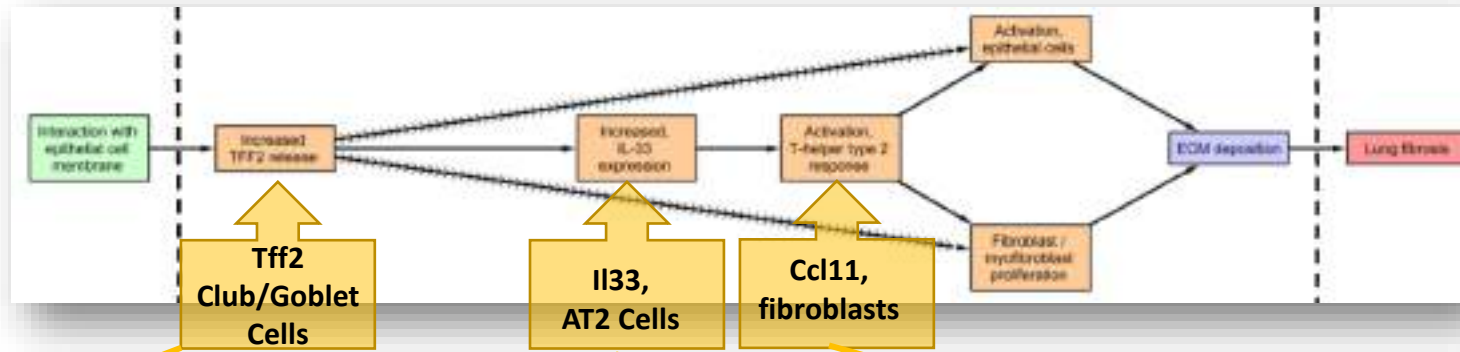 Interaction with
epithelial cell
membrane
Increased
TFF2 release
Increased,
IL-33
expression
Activation,
T-helper type 2
response
Activation,
epithelial cells
Fibroblast /
myofibroblast
proliferation
ECM deposition
Lung fibrosis
Tff2
Club/Goblet
Cells
Il33,
AT2 Cells
Ccl11,
fibroblasts